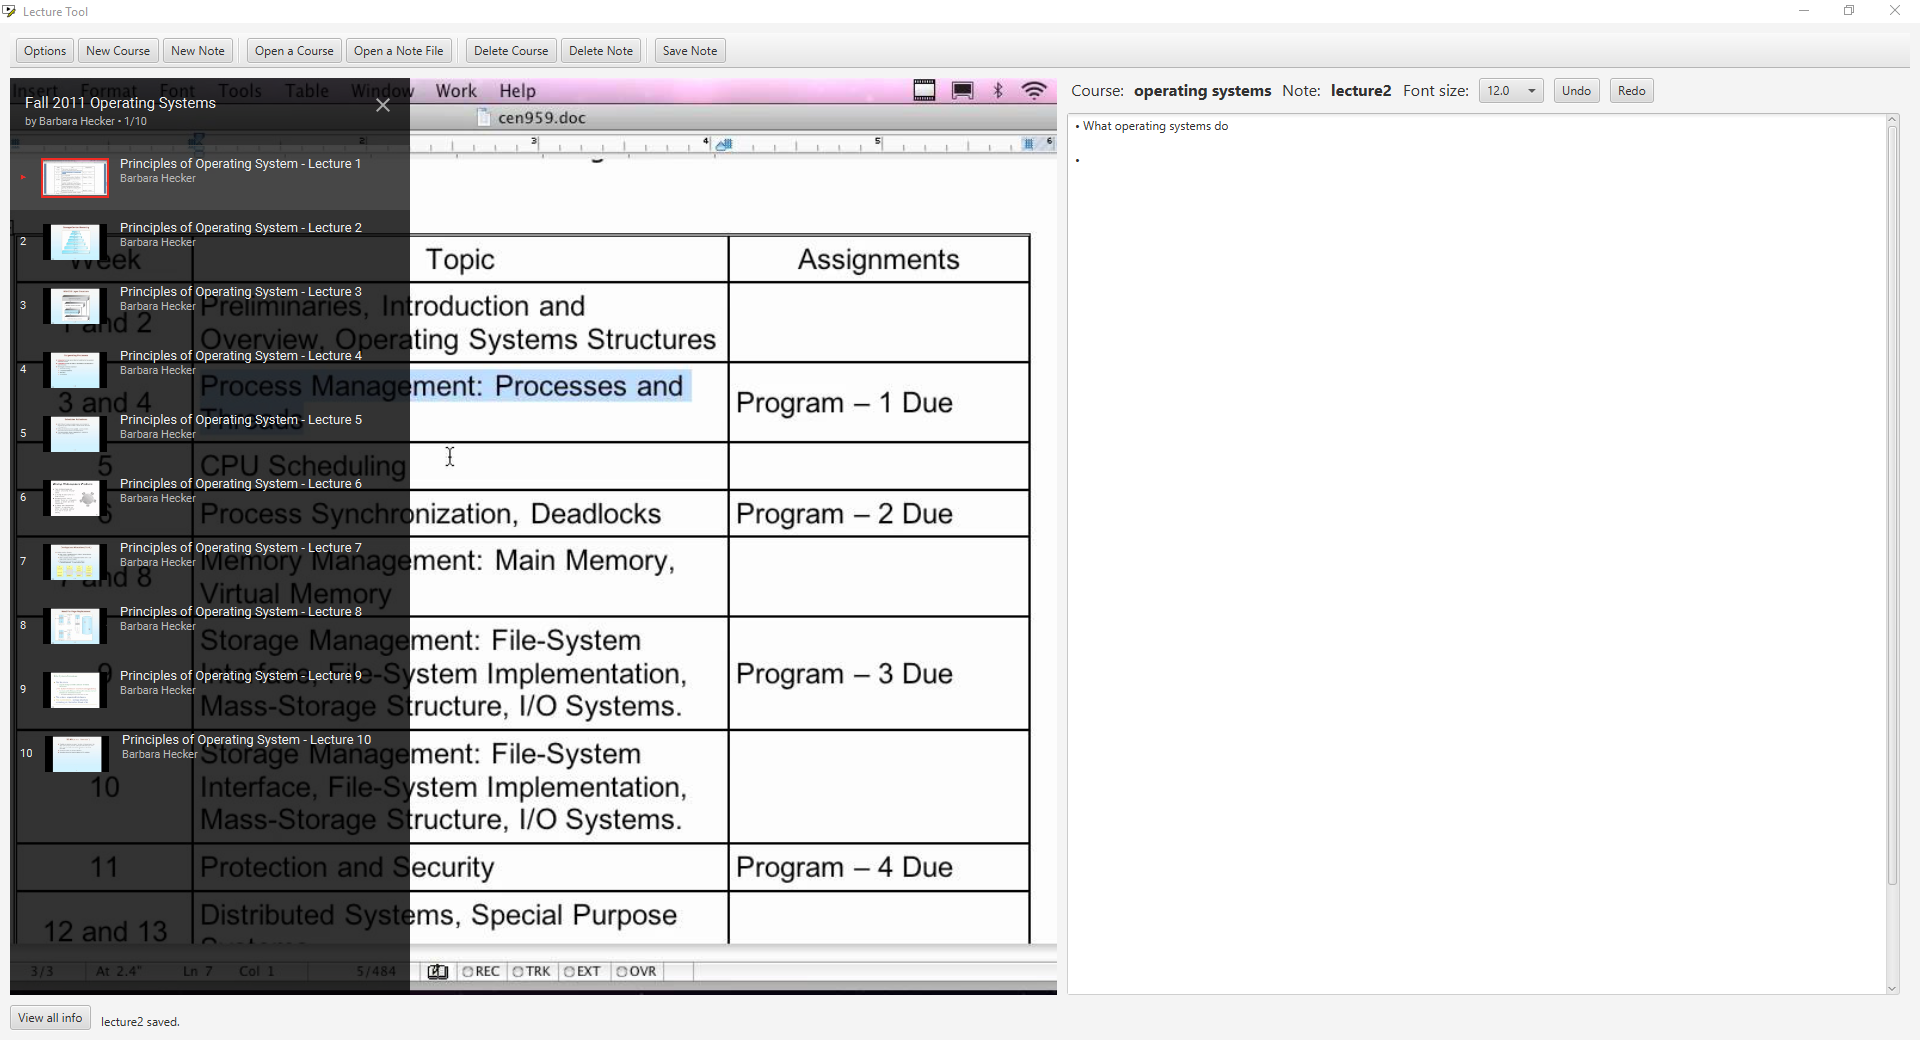 Lecture Tool
Options New Course New Note Open a Course Open a Note File Delete Course Delete Note Save Note
Insert Format Font Tools Table Window Work Help
Fall 2011 Operating Systems
by Barbara Hecker • 1/10
cen959.doc
3 4 5 6
Principles of Operating System - Lecture 1
Barbara Hecker
2 Principles of Operating System - Lecture 2
Barbara Hecker
3 Principles of Operating System - Lecture 3
Barbara Hecker
4 Principles of Operating System - Lecture 4
Barbara Hecker
5 Principles of Operating System - Lecture 5
Barbara Hecker
6 Principles of Operating System - Lecture 6
Barbara Hecker
7 Principles of Operating System - Lecture 7
Barbara Hecker
8 Principles of Operating System - Lecture 8
Barbara Hecker
9 Principles of Operating System - Lecture 9
Barbara Hecker
10 Principles of Operating System - Lecture 10
Barbara Hecker
Week Topic Assignments
1 and 2 Preliminaries, Introduction and
Overview, Operating Systems Structures
3 and 4 Process Management: Processes and
Threads
Program – 1 Due
5 CPU Scheduling
6 Process Synchronization, Deadlocks Program – 2 Due
7 and 8 Memory Management: Main Memory,
Virtual Memory
9 Storage Management: File-System
Interface, File-System Implementation,
Mass-Storage Structure, I/O Systems.
Program – 3 Due
10 Storage Management: File-System
Interface, File-System Implementation,
Mass-Storage Structure, I/O Systems.
11 Protection and Security Program – 4 Due
12 and 13 Distributed Systems, Special Purpose
3/3 At 2.4" Ln 7 Col 1 5/484 REC TRK EXT OVR
Course: operating systems Note: lecture2 Font size: 12.0 Undo Redo
• What operating systems do
•
View all info lecture2 saved.